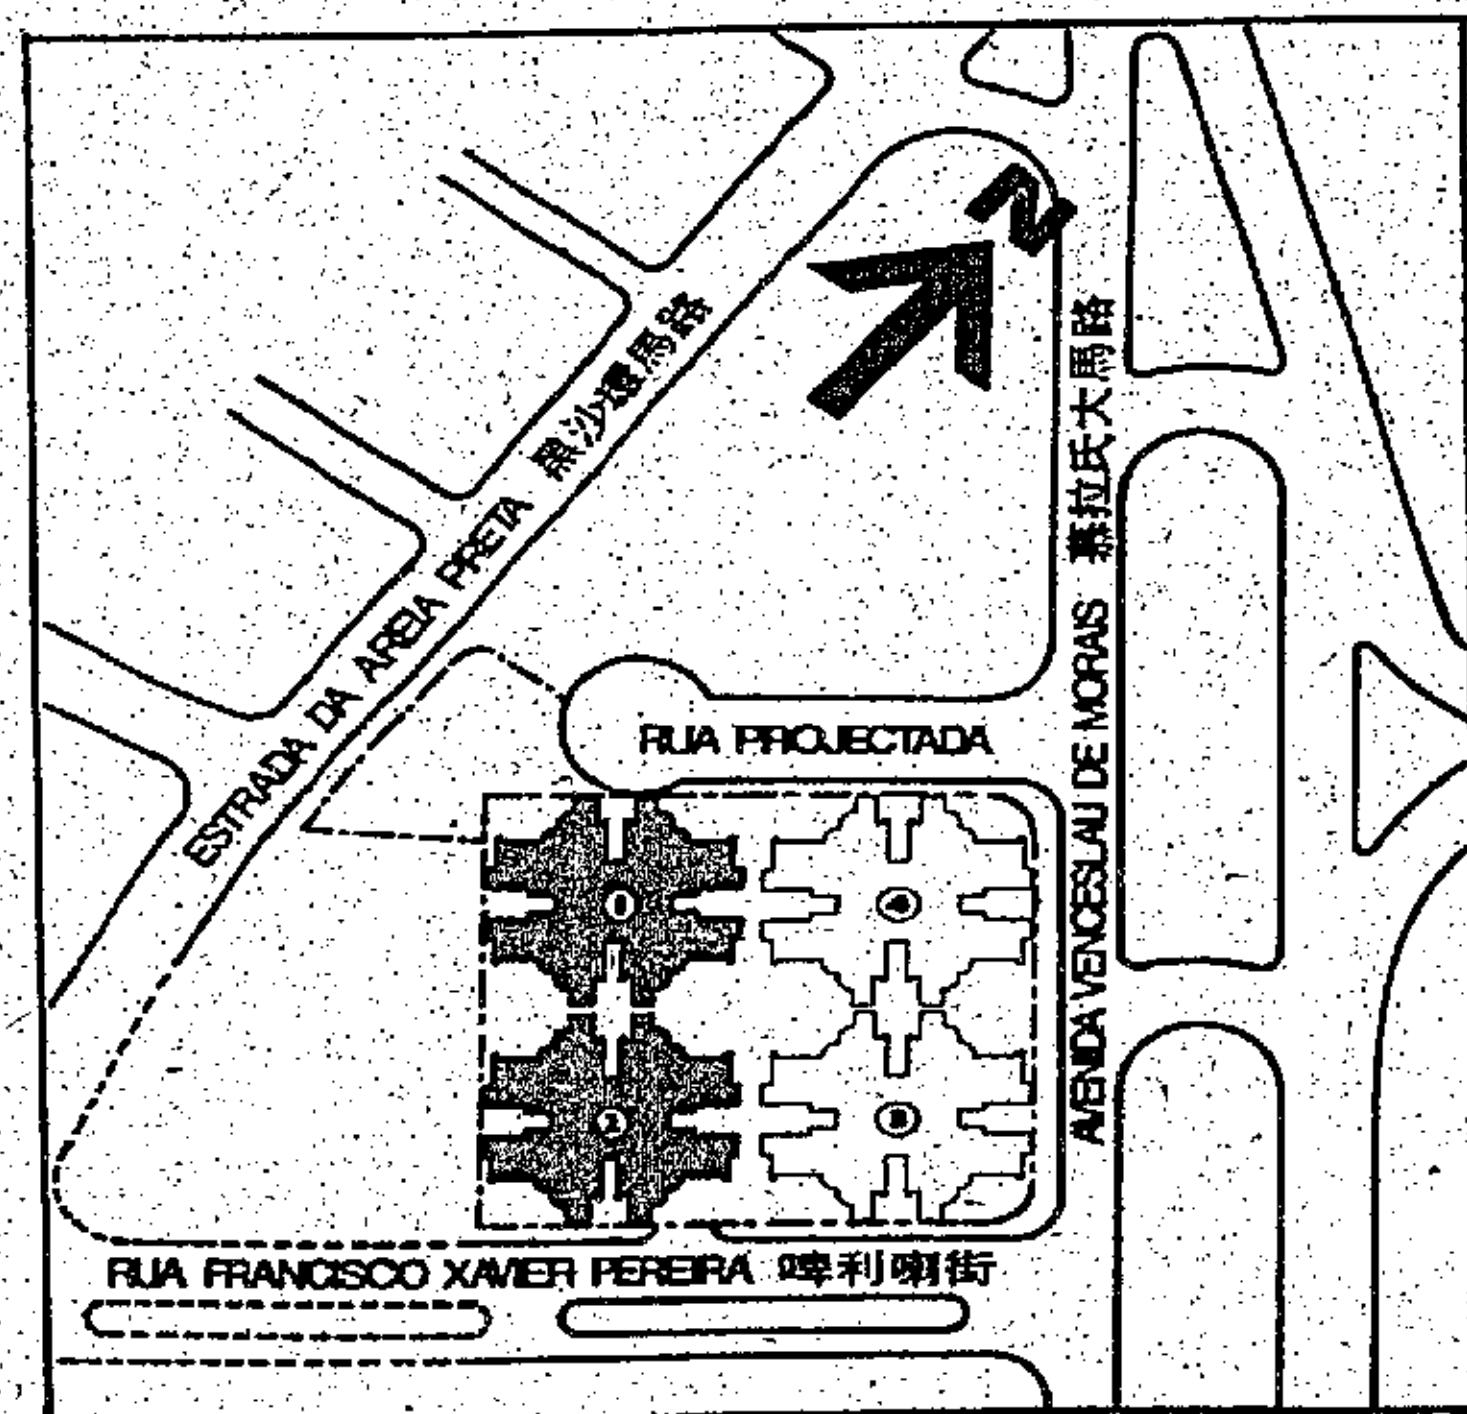 N
ESTRADA DA AREIA PRETA 黑沙環馬路
AVENIDA VENCESLAU DE MORAIS 慕拉氏大馬路
RUA PROJECTADA
1
4
2
RUA FRANCISCO XAVIER PEREIRA 啤利喇街